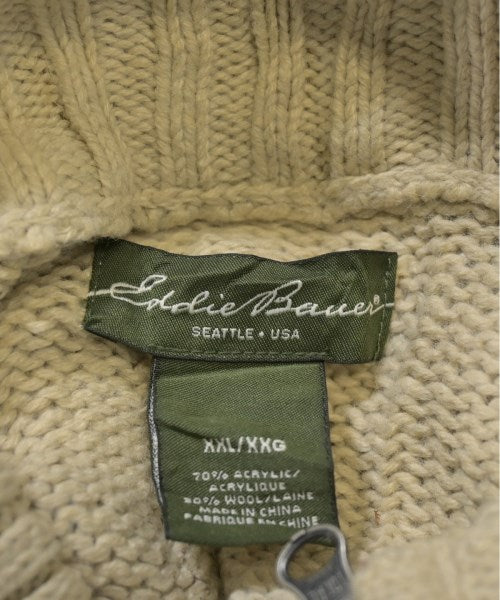 Eddie Bauer®
SEATTLE • USA
XXL/XXG
70% ACRYLIC/
ACRYLIQUE
30% WOOL/LAINE
MADE IN CHINA
FABRIQUE EN CHINE